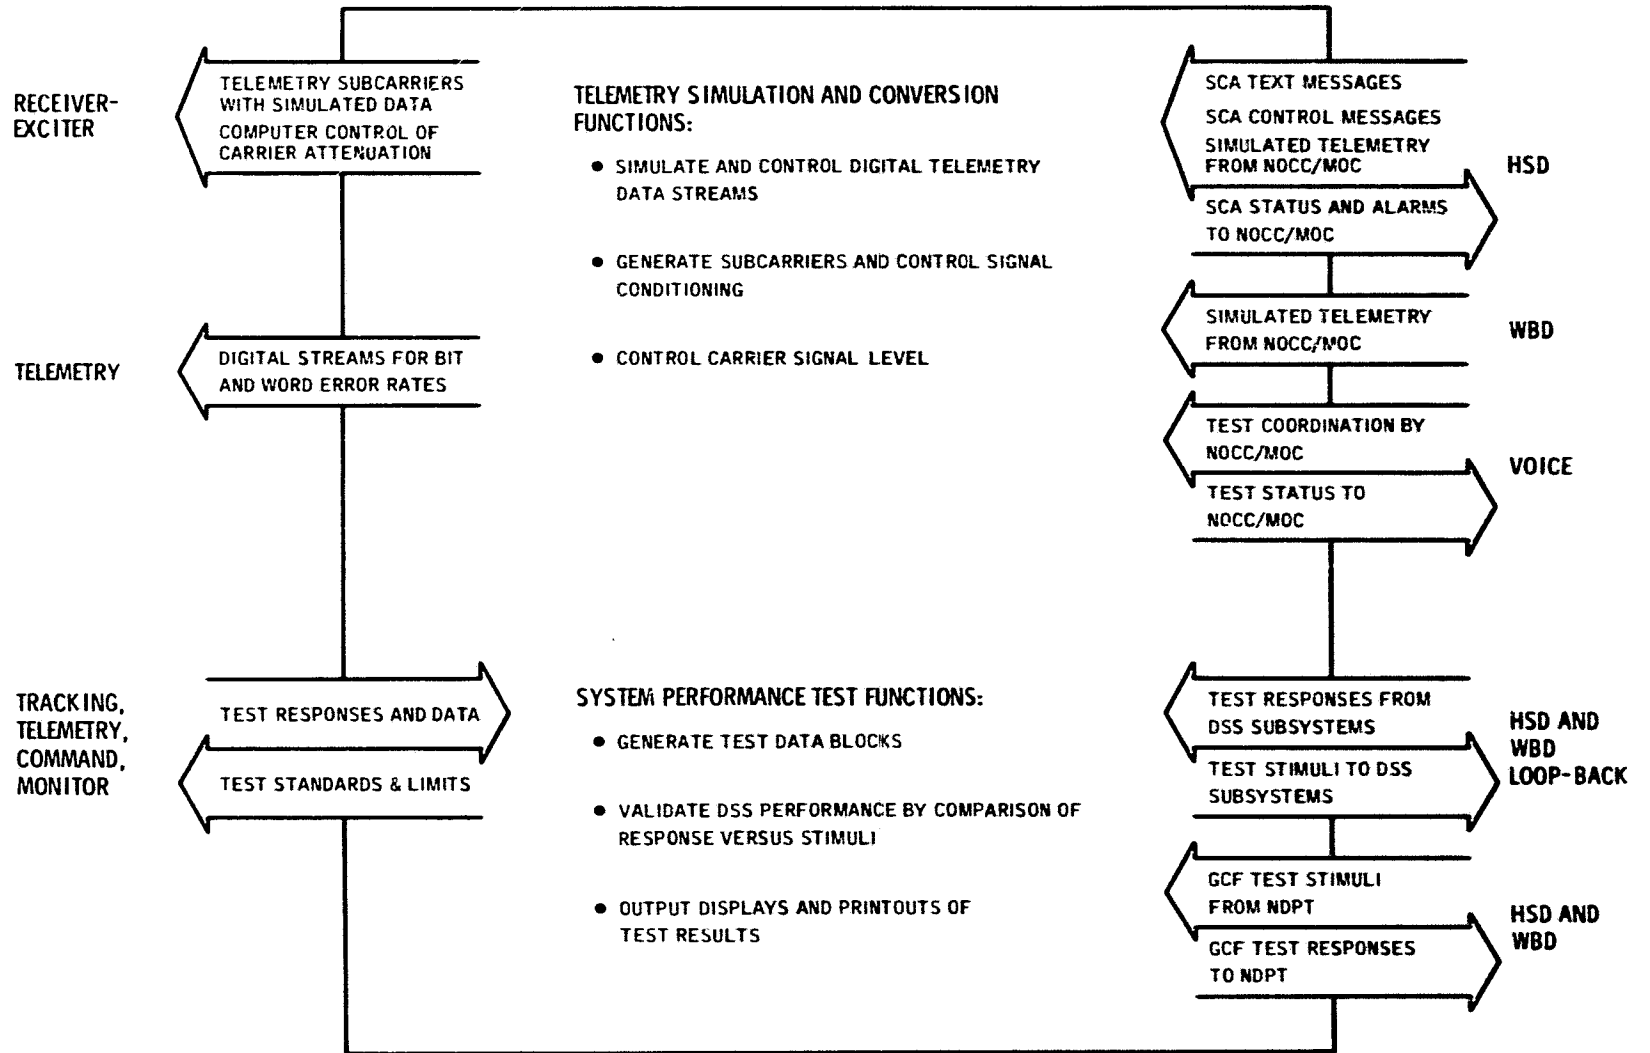 RECEIVER-
EXCITER
TELEMETRY SUBCARRIERS
WITH SIMULATED DATA
COMPUTER CONTROL OF
CARRIER ATTENUATION
TELEMETRY
DIGITAL STREAMS FOR BIT
AND WORD ERROR RATES
TRACKING,
TELEMETRY,
COMMAND,
MONITOR
TEST RESPONSES AND DATA
TEST STANDARDS & LIMITS
TELEMETRY SIMULATION AND CONVERSION
FUNCTIONS:
• SIMULATE AND CONTROL DIGITAL TELEMETRY
DATA STREAMS
• GENERATE SUBCARRIERS AND CONTROL SIGNAL
CONDITIONING
• CONTROL CARRIER SIGNAL LEVEL
SYSTEM PERFORMANCE TEST FUNCTIONS:
• GENERATE TEST DATA BLOCKS
• VALIDATE DSS PERFORMANCE BY COMPARISON OF
RESPONSE VERSUS STIMULI
• OUTPUT DISPLAYS AND PRINTOUTS OF
TEST RESULTS
SCA TEXT MESSAGES
SCA CONTROL MESSAGES
SIMULATED TELEMETRY
FROM NOCC/MOC
SCA STATUS AND ALARMS
TO NOCC/MOC
HSD
SIMULATED TELEMETRY
FROM NOCC/MOC
WBD
TEST COORDINATION BY
NOCC/MOC
TEST STATUS TO
NOCC/MOC
VOICE
TEST RESPONSES FROM
DSS SUBSYSTEMS
TEST STIMULI TO DSS
SUBSYSTEMS
HSD AND
WBD
LOOP-BACK
GCF TEST STIMULI
FROM NDPT
GCF TEST RESPONSES
TO NDPT
HSD AND
WBD